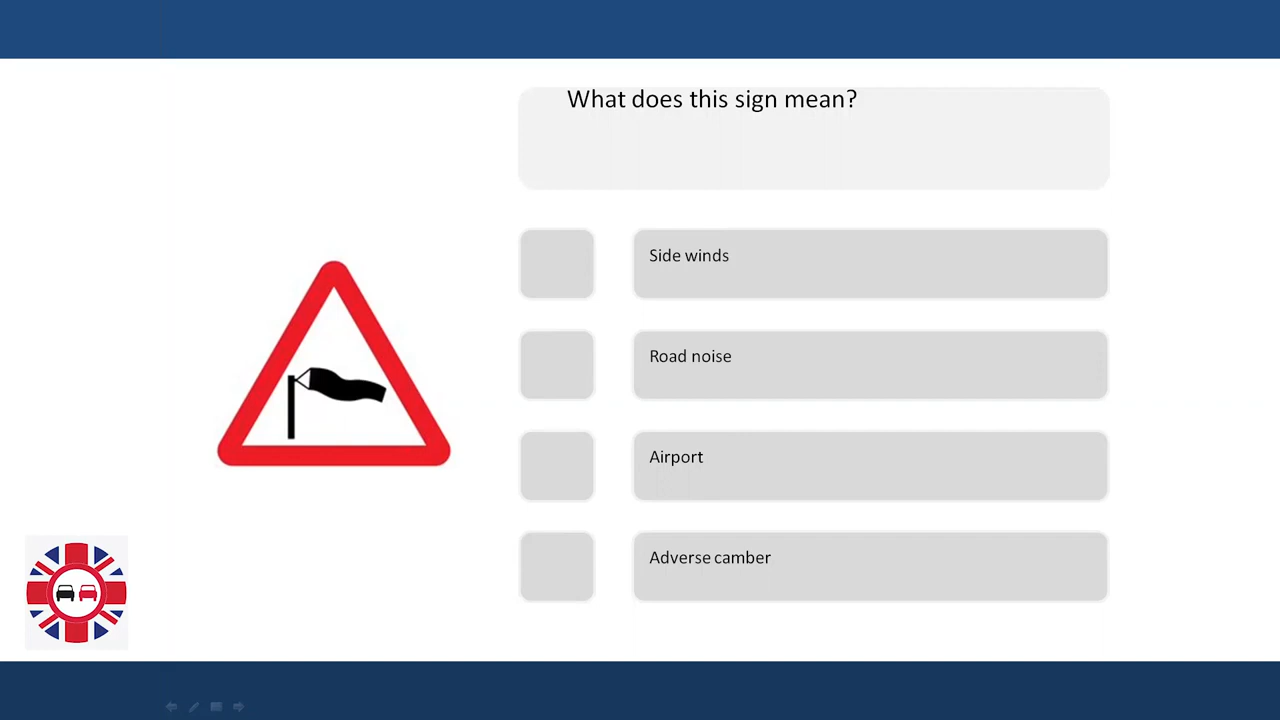 What does this sign mean?
Side winds
Road noise
Airport
Adverse camber